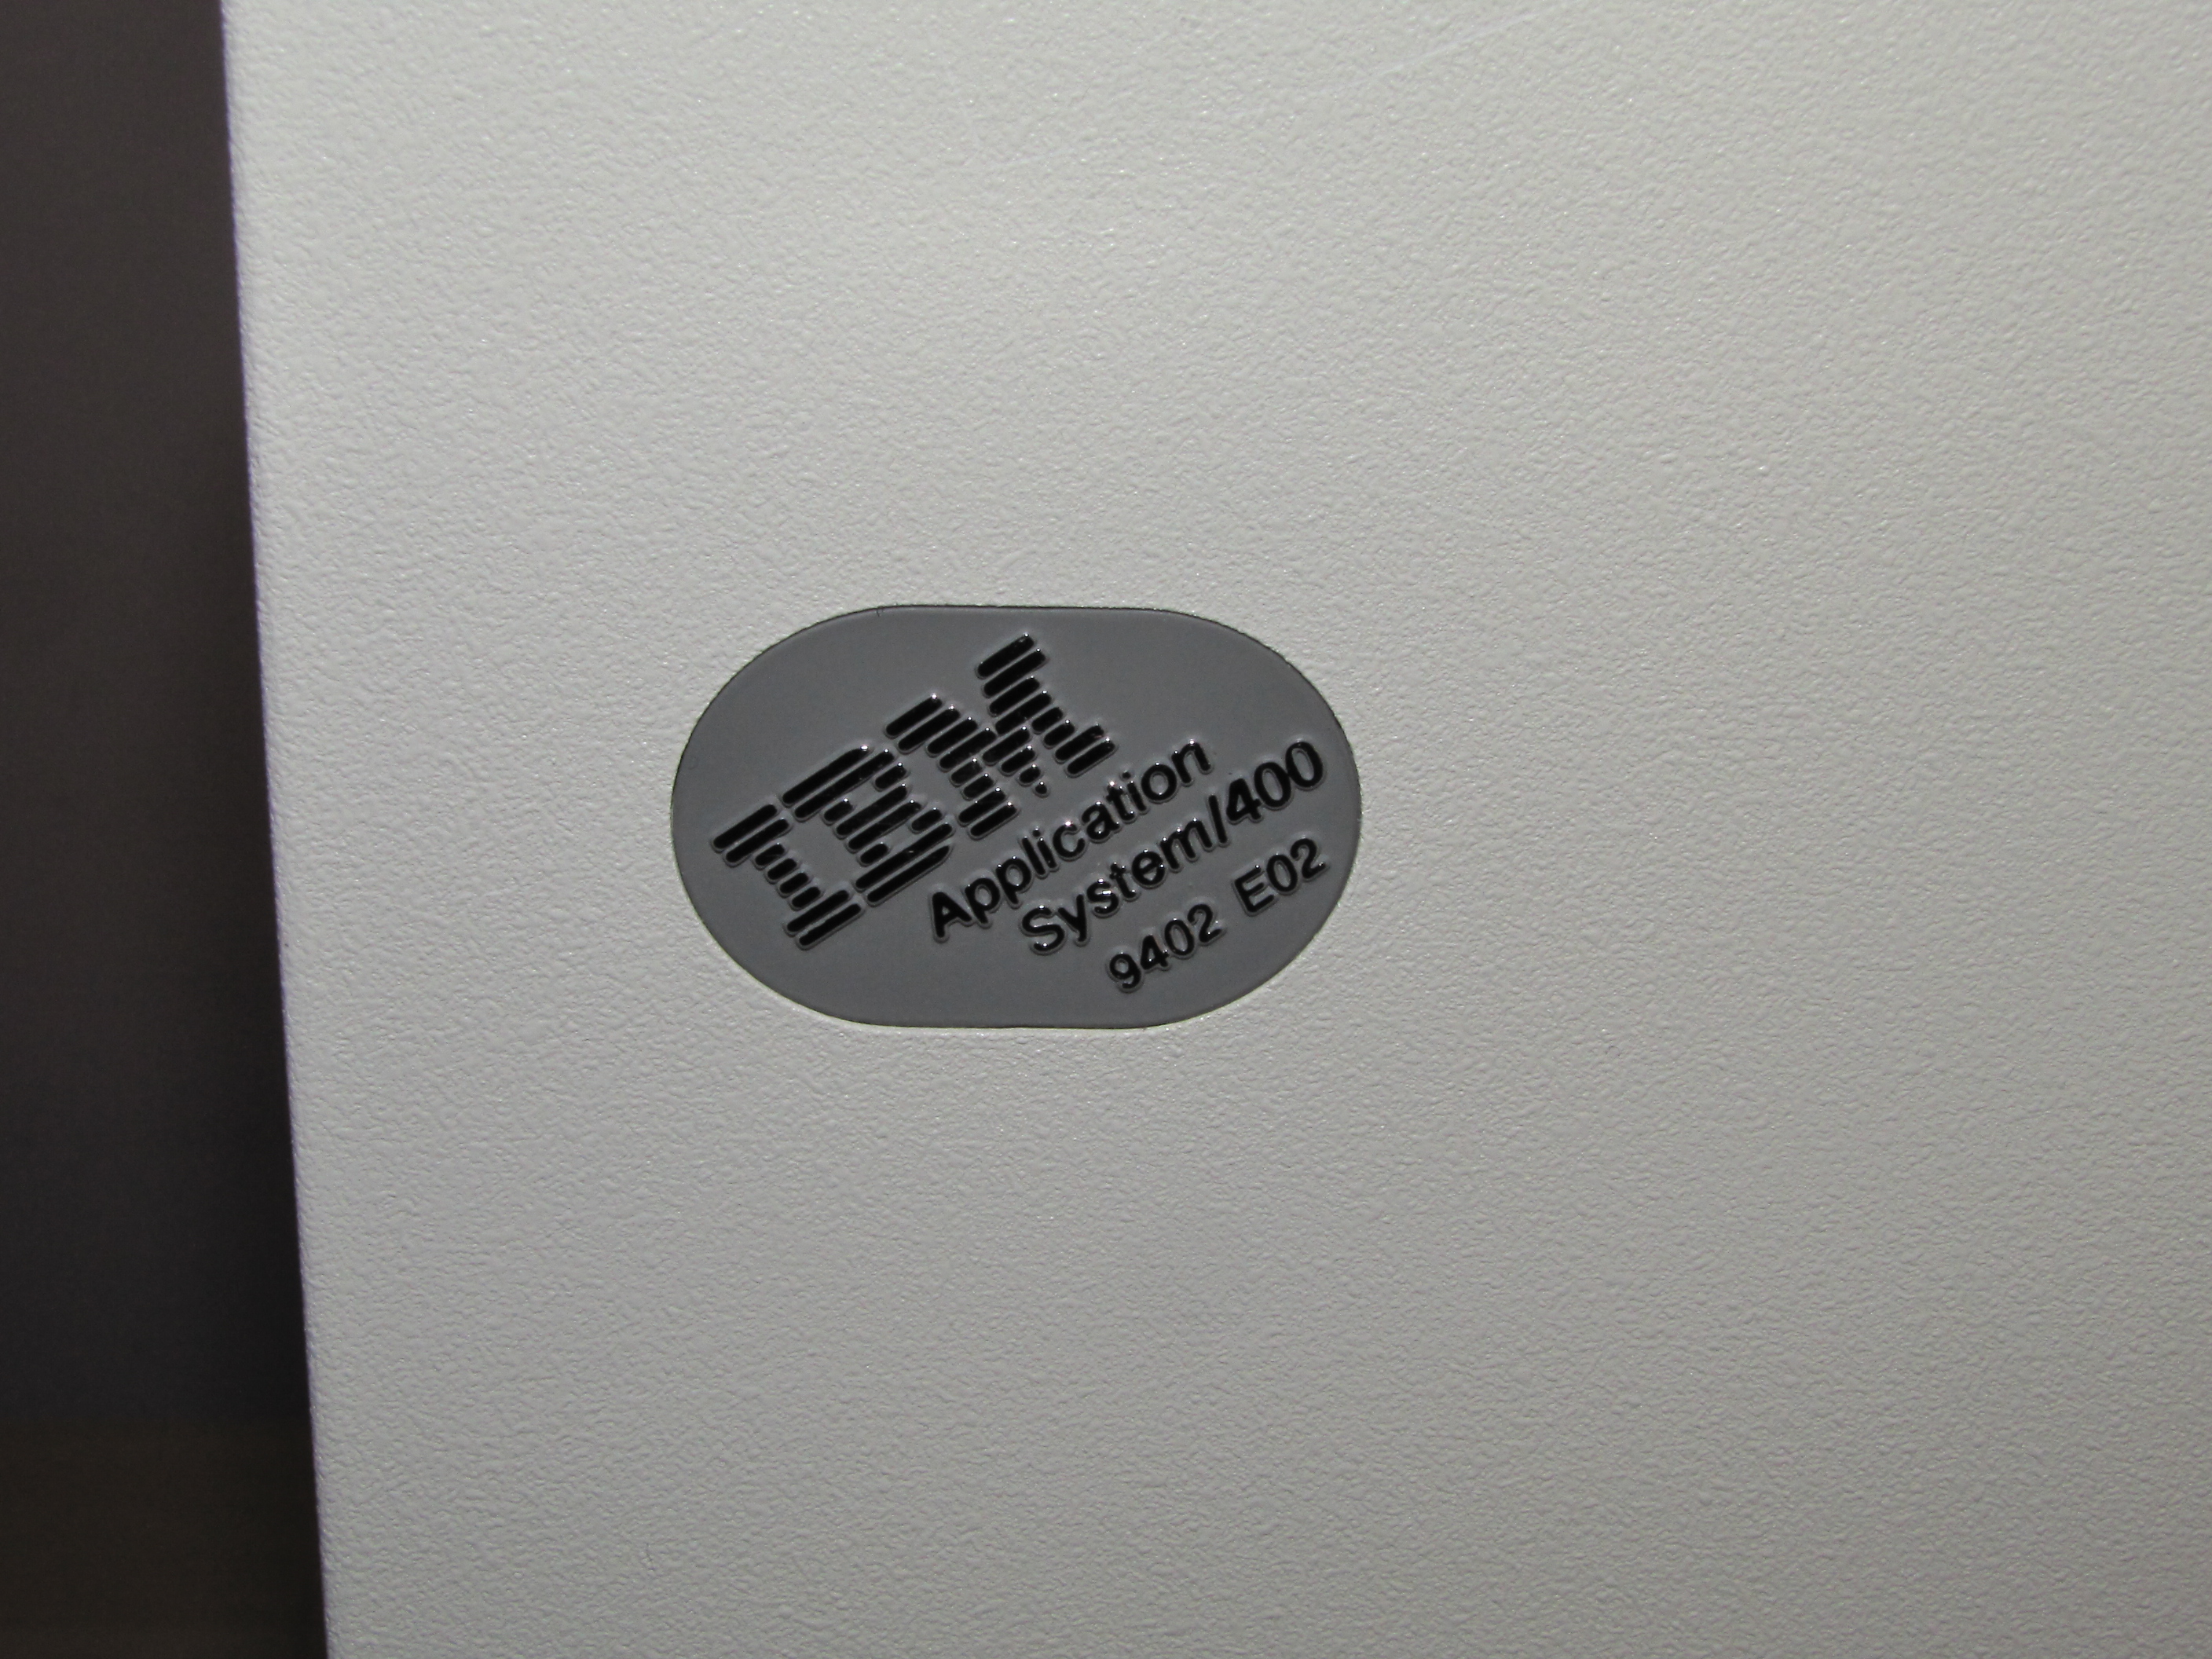 IBM
Application
System/400
9402 E02